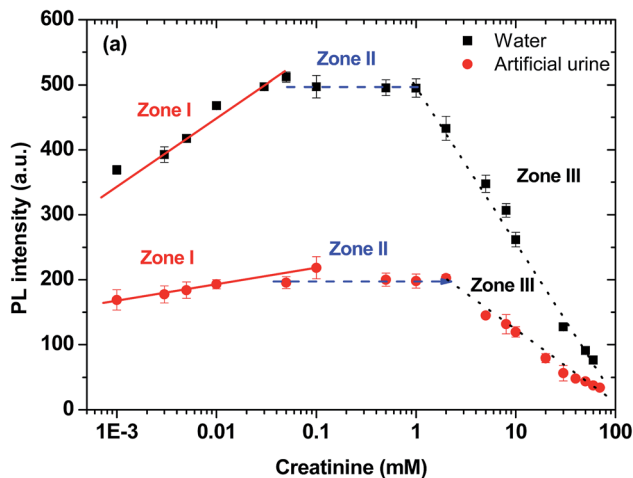 600
(a)
Water
Artificial urine
Zone II
500
Zone I
400
Zone III
300
Zone I
Zone II
200
Zone III
100
0
1E-3
0.01
0.1
1
10
100
PL intensity (a.u.)
Creatinine (mM)